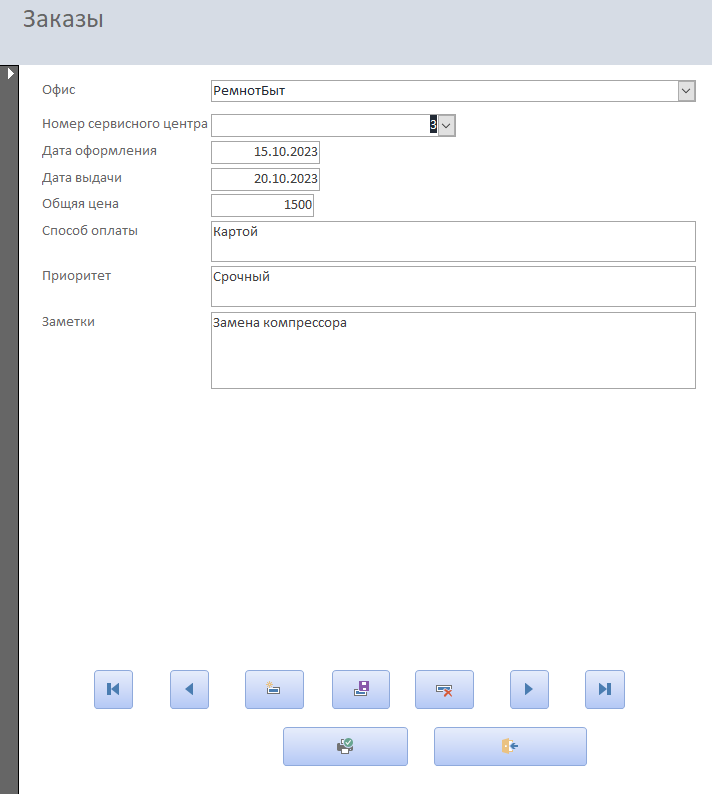 Заказы
Офис РемнотБыт
Номер сервисного центра 3
Дата оформления 15.10.2023
Дата выдачи 20.10.2023
Общяя цена 1500
Способ оплаты Картой
Приоритет Срочный
Заметки Замена компрессора